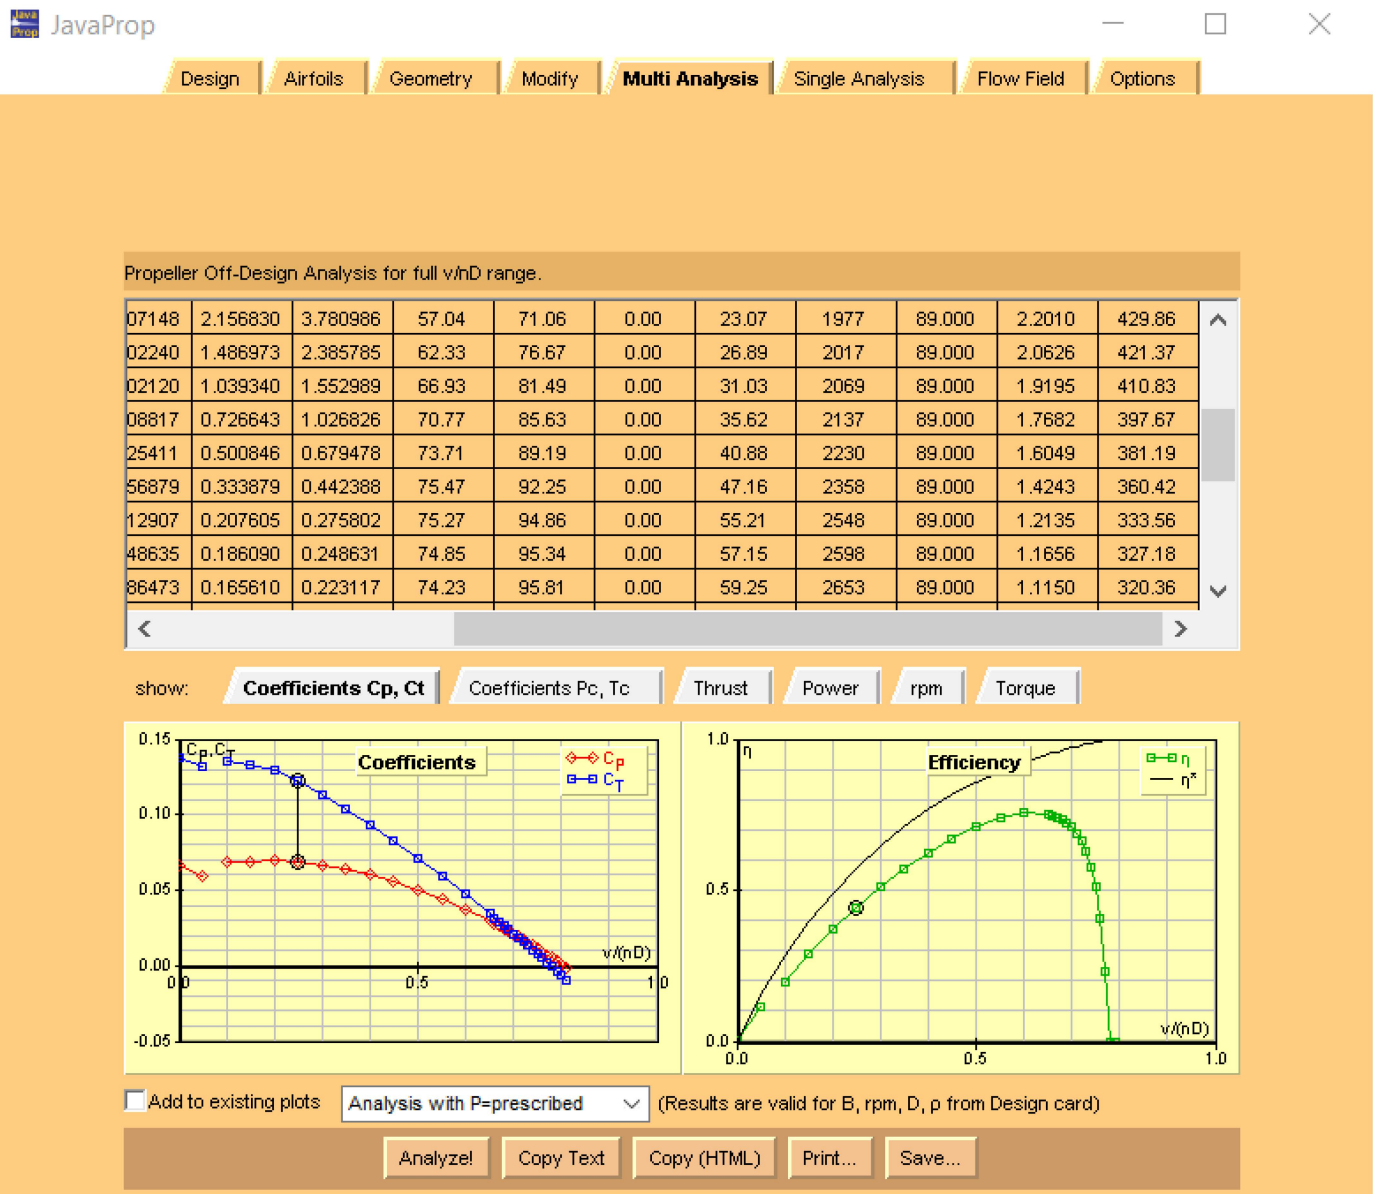 Java Prop JavaProp
Design Airfoils Geometry Modify Multi Analysis Single Analysis Flow Field Options
Propeller Off-Design Analysis for full v/nD range.
07148 2.156830 3.780986 57.04 71.06 0.00 23.07 1977 89.000 2.2010 429.86
02240 1.486973 2.385785 62.33 76.67 0.00 26.89 2017 89.000 2.0626 421.37
02120 1.039340 1.552989 66.93 81.49 0.00 31.03 2069 89.000 1.9195 410.83
08817 0.726643 1.026826 70.77 85.63 0.00 35.62 2137 89.000 1.7682 397.67
25411 0.500846 0.679478 73.71 89.19 0.00 40.88 2230 89.000 1.6049 381.19
56879 0.333879 0.442388 75.47 92.25 0.00 47.16 2358 89.000 1.4243 360.42
12907 0.207605 0.275802 75.27 94.86 0.00 55.21 2548 89.000 1.2135 333.56
48635 0.186090 0.248631 74.85 95.34 0.00 57.15 2598 89.000 1.1656 327.18
86473 0.165610 0.223117 74.23 95.81 0.00 59.25 2653 89.000 1.1150 320.36
show: Coefficients Cp, Ct Coefficients Pc, Tc Thrust Power rpm Torque
0.15 CP,CT Coefficients CP
CT
0.10
0.05
0.00 v/(nD)
0.0 0.5 1.0
-0.05
1.0 η Efficiency η
η*
0.5
0.0 v/(nD)
0.0 0.5 1.0
Add to existing plots Analysis with P=prescribed (Results are valid for B, rpm, D, ρ from Design card)
Analyze! Copy Text Copy (HTML) Print... Save...